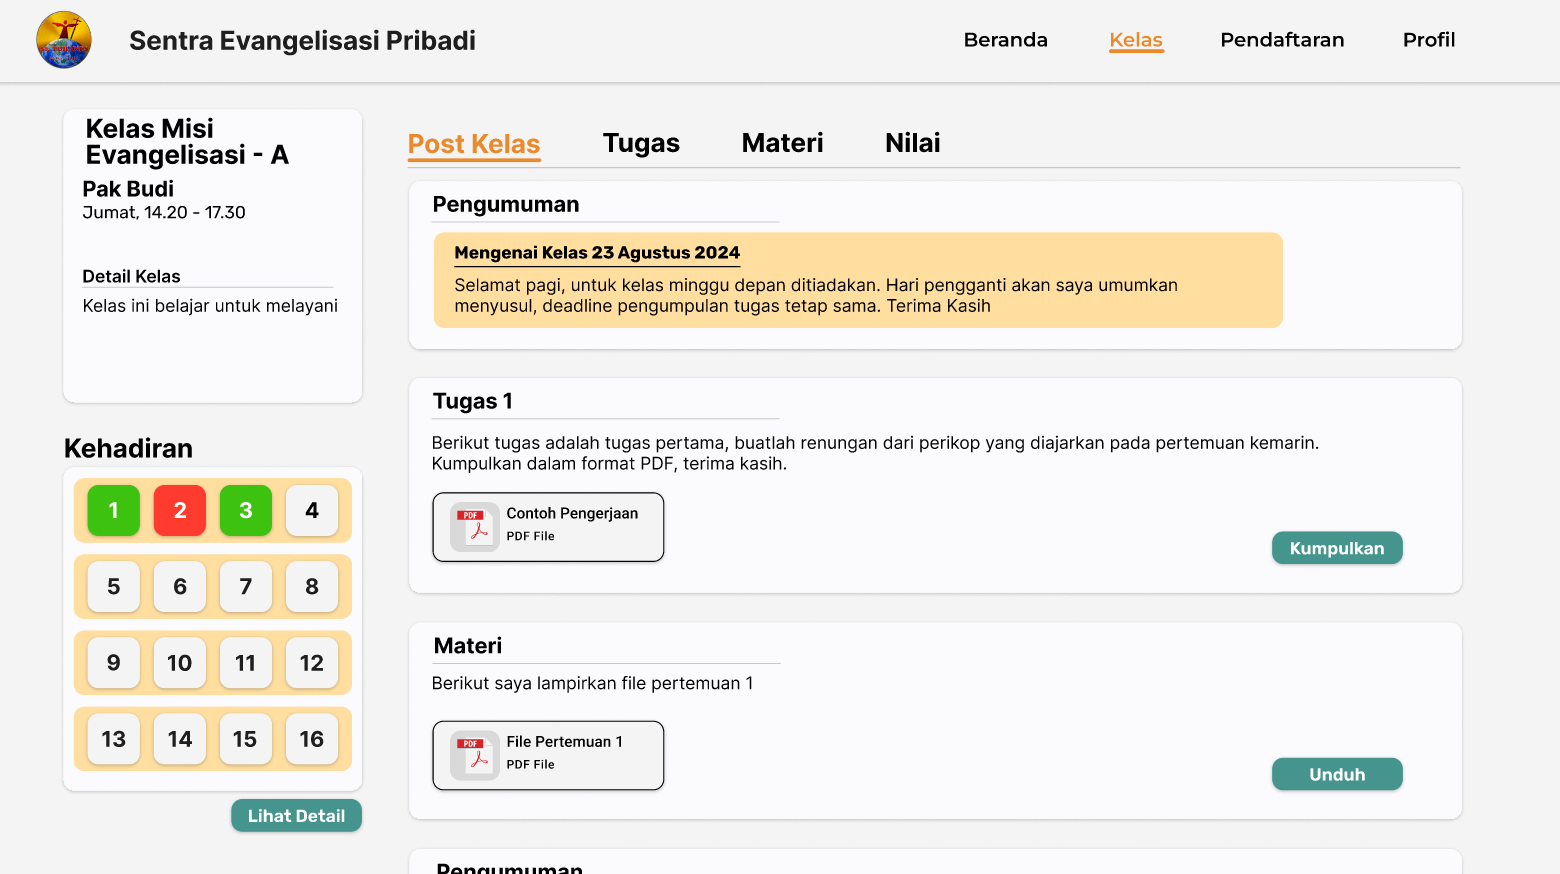 Sentra Evangelisasi Pribadi
Beranda
Kelas
Pendaftaran
Profil
Kelas Misi
Evangelisasi - A
Pak Budi
Jumat, 14.20 - 17.30
Detail Kelas
Kelas ini belajar untuk melayani
Kehadiran
1 2 3 4
5 6 7 8
9 10 11 12
13 14 15 16
Lihat Detail
Post Kelas
Tugas
Materi
Nilai
Pengumuman
Mengenai Kelas 23 Agustus 2024
Selamat pagi, untuk kelas minggu depan ditiadakan. Hari pengganti akan saya umumkan
menyusul, deadline pengumpulan tugas tetap sama. Terima Kasih
Tugas 1
Berikut tugas adalah tugas pertama, buatlah renungan dari perikop yang diajarkan pada pertemuan kemarin.
Kumpulkan dalam format PDF, terima kasih.
PDF
Contoh Pengerjaan
PDF File
Kumpulkan
Materi
Berikut saya lampirkan file pertemuan 1
PDF
File Pertemuan 1
PDF File
Unduh
Pengumuman